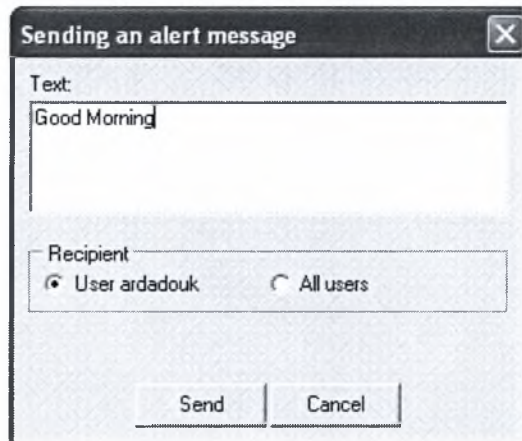 Sending an alert message
Text:
Good Morning
Recipient
User ardadouk All users
Send Cancel